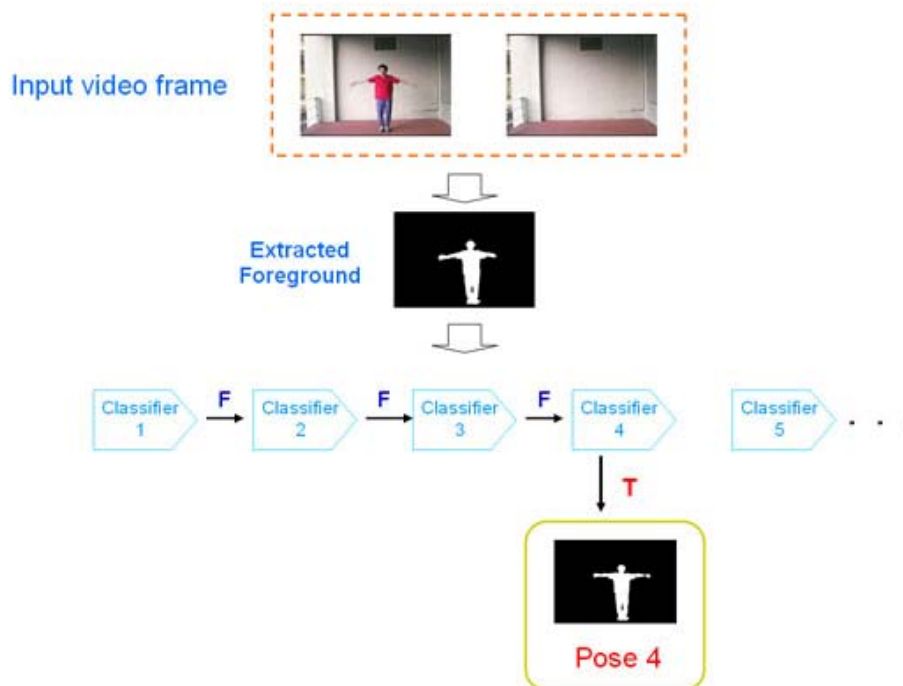 Input video frame
Extracted
Foreground
F F F
Classifier Classifier Classifier Classifier Classifier
1 2 3 4 5 . . .
T
Pose 4